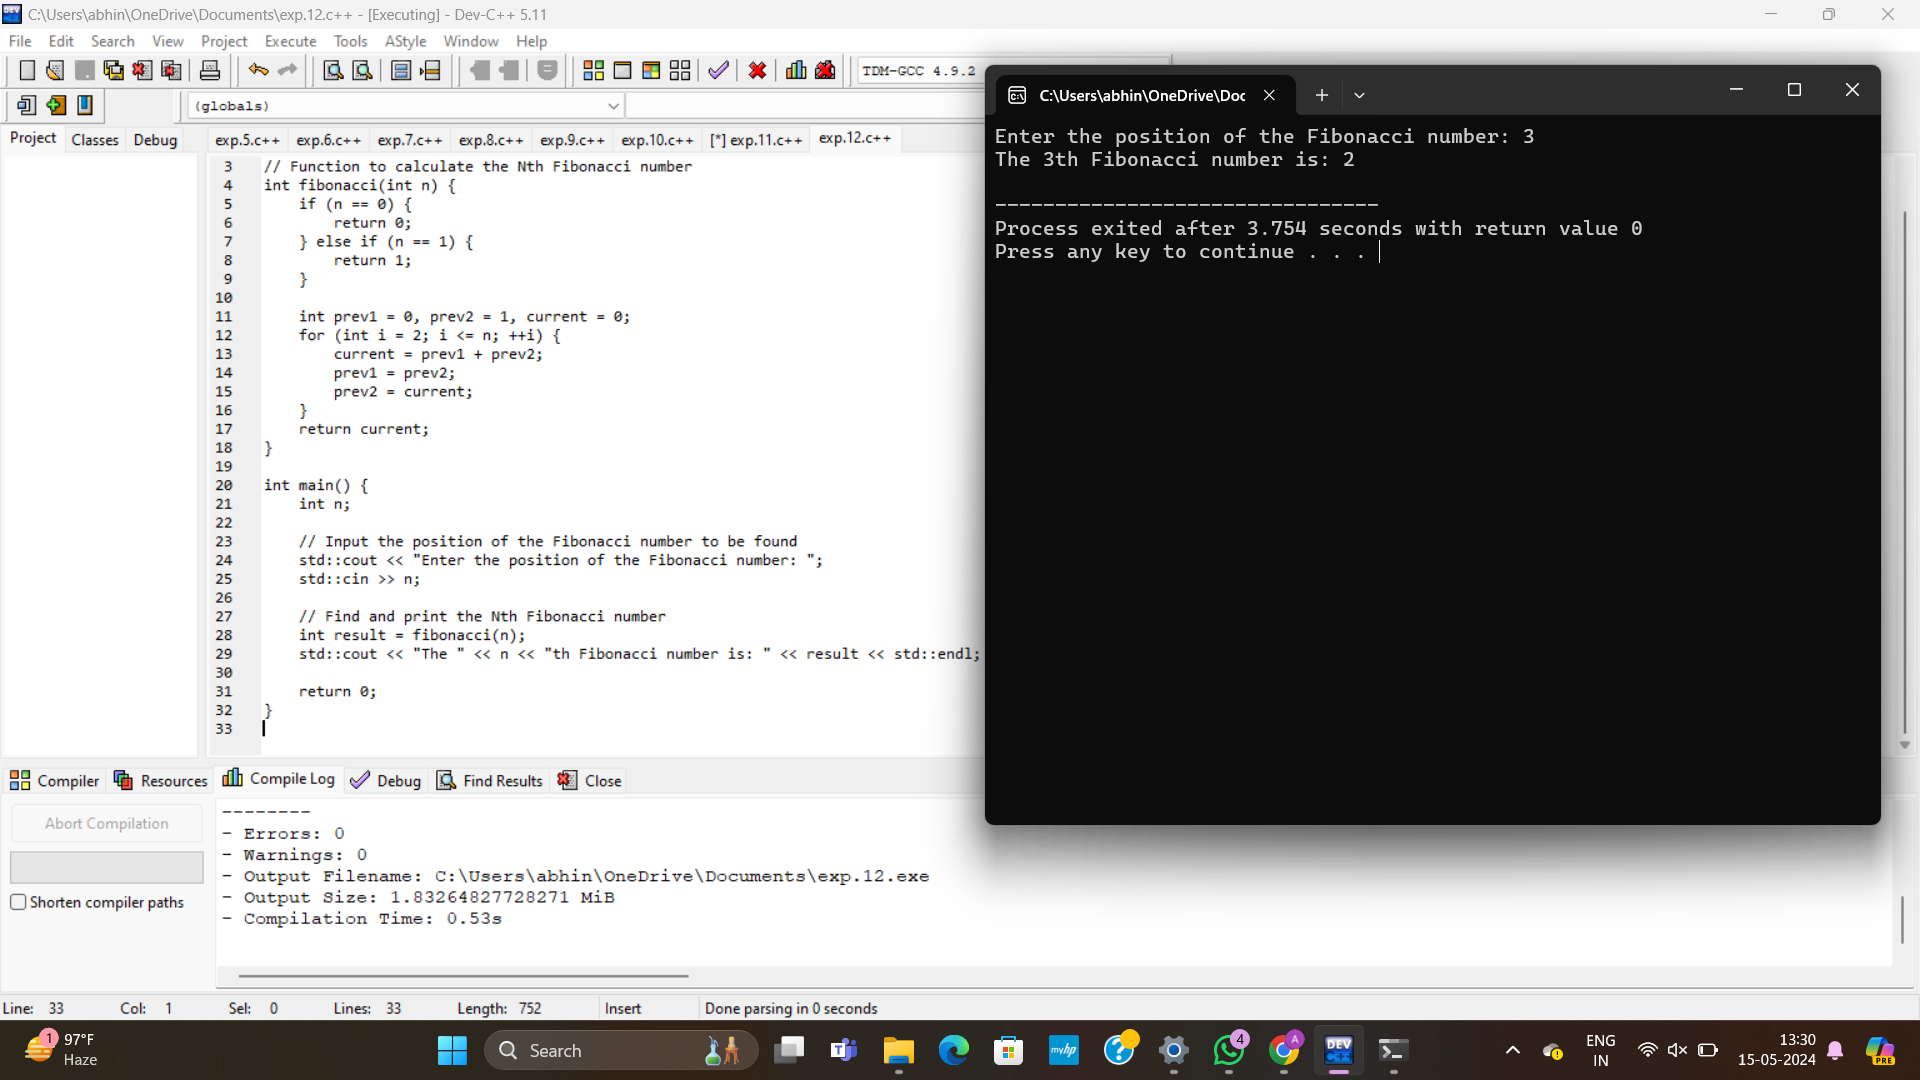 C:\Users\abhin\OneDrive\Documents\exp.12.c++ - [Executing] - Dev-C++ 5.11
File Edit Search View Project Execute Tools AStyle Window Help
TDM-GCC 4.9.2
(globals)
Project Classes Debug
exp.5.c++ exp.6.c++ exp.7.c++ exp.8.c++ exp.9.c++ exp.10.c++ [*] exp.11.c++ exp.12.c++
3 // Function to calculate the Nth Fibonacci number
4 int fibonacci(int n) {
5     if (n == 0) {
6         return 0;
7     } else if (n == 1) {
8         return 1;
9     }
10
11     int prev1 = 0, prev2 = 1, current = 0;
12     for (int i = 2; i <= n; ++i) {
13         current = prev1 + prev2;
14         prev1 = prev2;
15         prev2 = current;
16     }
17     return current;
18 }
19
20 int main() {
21     int n;
22
23     // Input the position of the Fibonacci number to be found
24     std::cout << "Enter the position of the Fibonacci number: ";
25     std::cin >> n;
26
27     // Find and print the Nth Fibonacci number
28     int result = fibonacci(n);
29     std::cout << "The " << n << "th Fibonacci number is: " << result << std::endl;
30
31     return 0;
32 }
33
C:\Users\abhin\OneDrive\Doc
Enter the position of the Fibonacci number: 3
The 3th Fibonacci number is: 2
--------------------------------
Process exited after 3.754 seconds with return value 0
Press any key to continue . . .
Compiler Resources Compile Log Debug Find Results Close
Abort Compilation
Shorten compiler paths
--------
- Errors: 0
- Warnings: 0
- Output Filename: C:\Users\abhin\OneDrive\Documents\exp.12.exe
- Output Size: 1.83264827728271 MiB
- Compilation Time: 0.53s
Line: 33 Col: 1 Sel: 0 Lines: 33 Length: 752 Insert Done parsing in 0 seconds
1
97°F
Haze
Search
myhp
4
A
DEV
C++
ENG
IN
13:30
15-05-2024
PRE